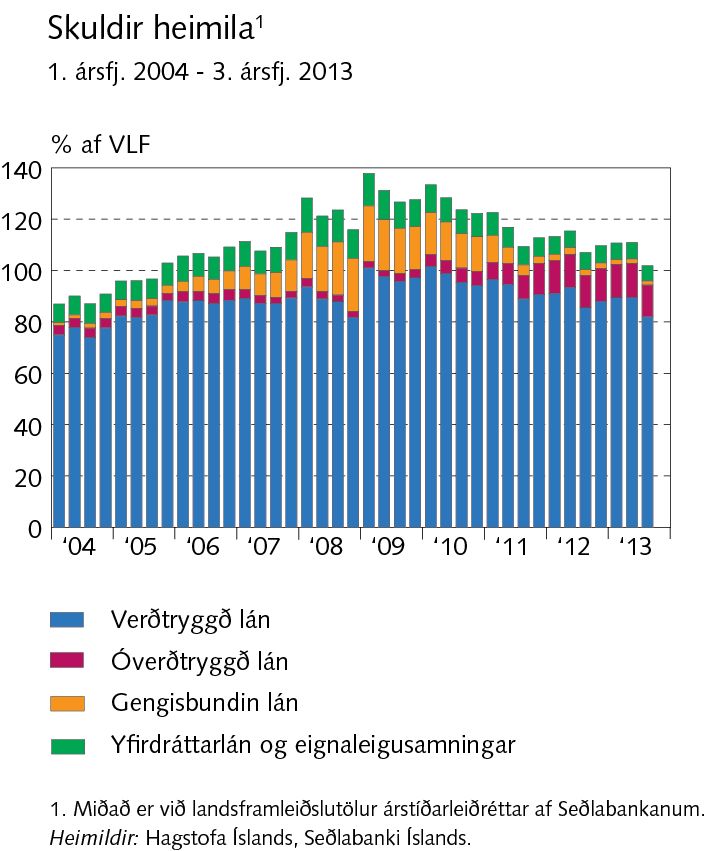 Skuldir heimila¹
1. ársfj. 2004 - 3. ársfj. 2013
% af VLF
140
120
100
80
60
40
20
0
‘04 ‘05 ‘06 ‘07 ‘08 ‘09 ‘10 ‘11 ‘12 ‘13
Verðtryggð lán
Óverðtryggð lán
Gengisbundin lán
Yfirdráttarlán og eignaleigusamningar
1. Miðað er við landsframleiðslutölur árstíðarleiðréttar af Seðlabankanum.
Heimildir: Hagstofa Íslands, Seðlabanki Íslands.